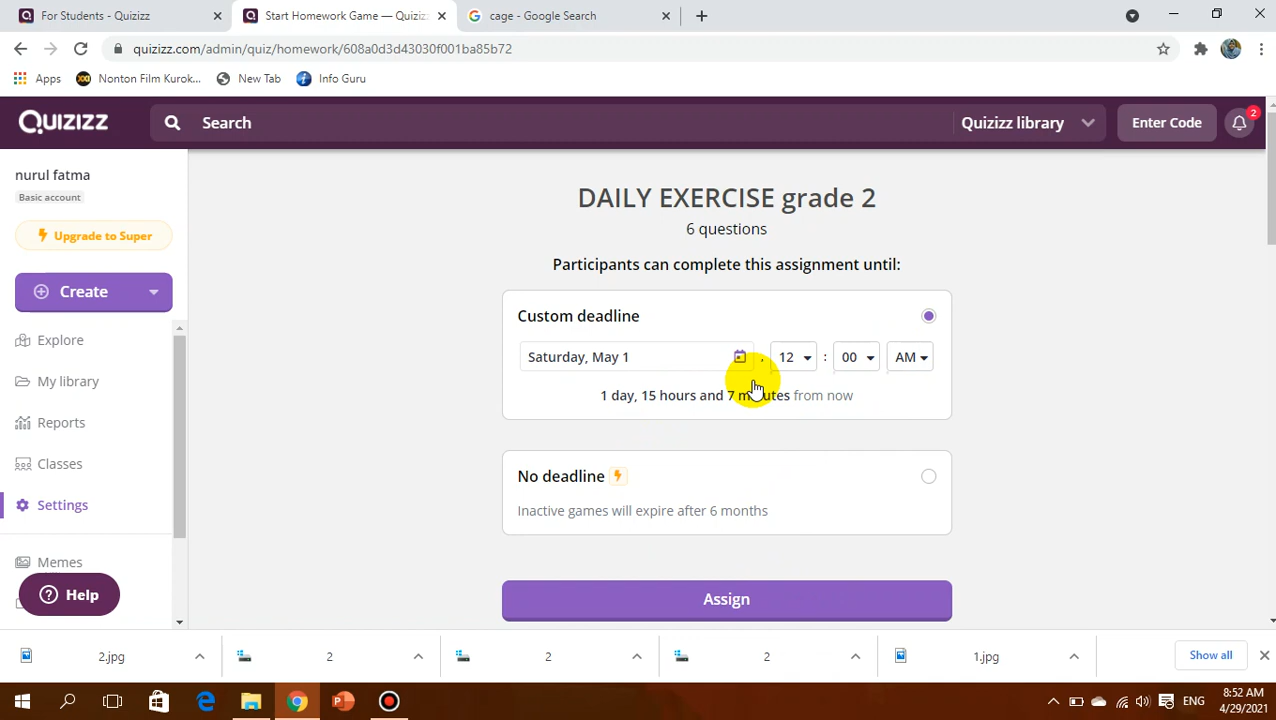 For Students - Quizizz
Start Homework Game — Quizizz
cage - Google Search
quizizz.com/admin/quiz/homework/608a0d3d43030f001ba85b72
Apps
Nonton Film Kurok...
New Tab
Info Guru
QUIZIZZ
Search
Quizizz library
Enter Code
2
nurul fatma
Basic account
Upgrade to Super
Create
Explore
My library
Reports
Classes
Settings
Memes
Help
DAILY EXERCISE grade 2
6 questions
Participants can complete this assignment until:
Custom deadline
Saturday, May 1 , 12 : 00 AM
1 day, 15 hours and 7 minutes from now
No deadline
Inactive games will expire after 6 months
Assign
2.jpg
2
2
2
1.jpg
Show all
ENG
8:52 AM
4/29/2021